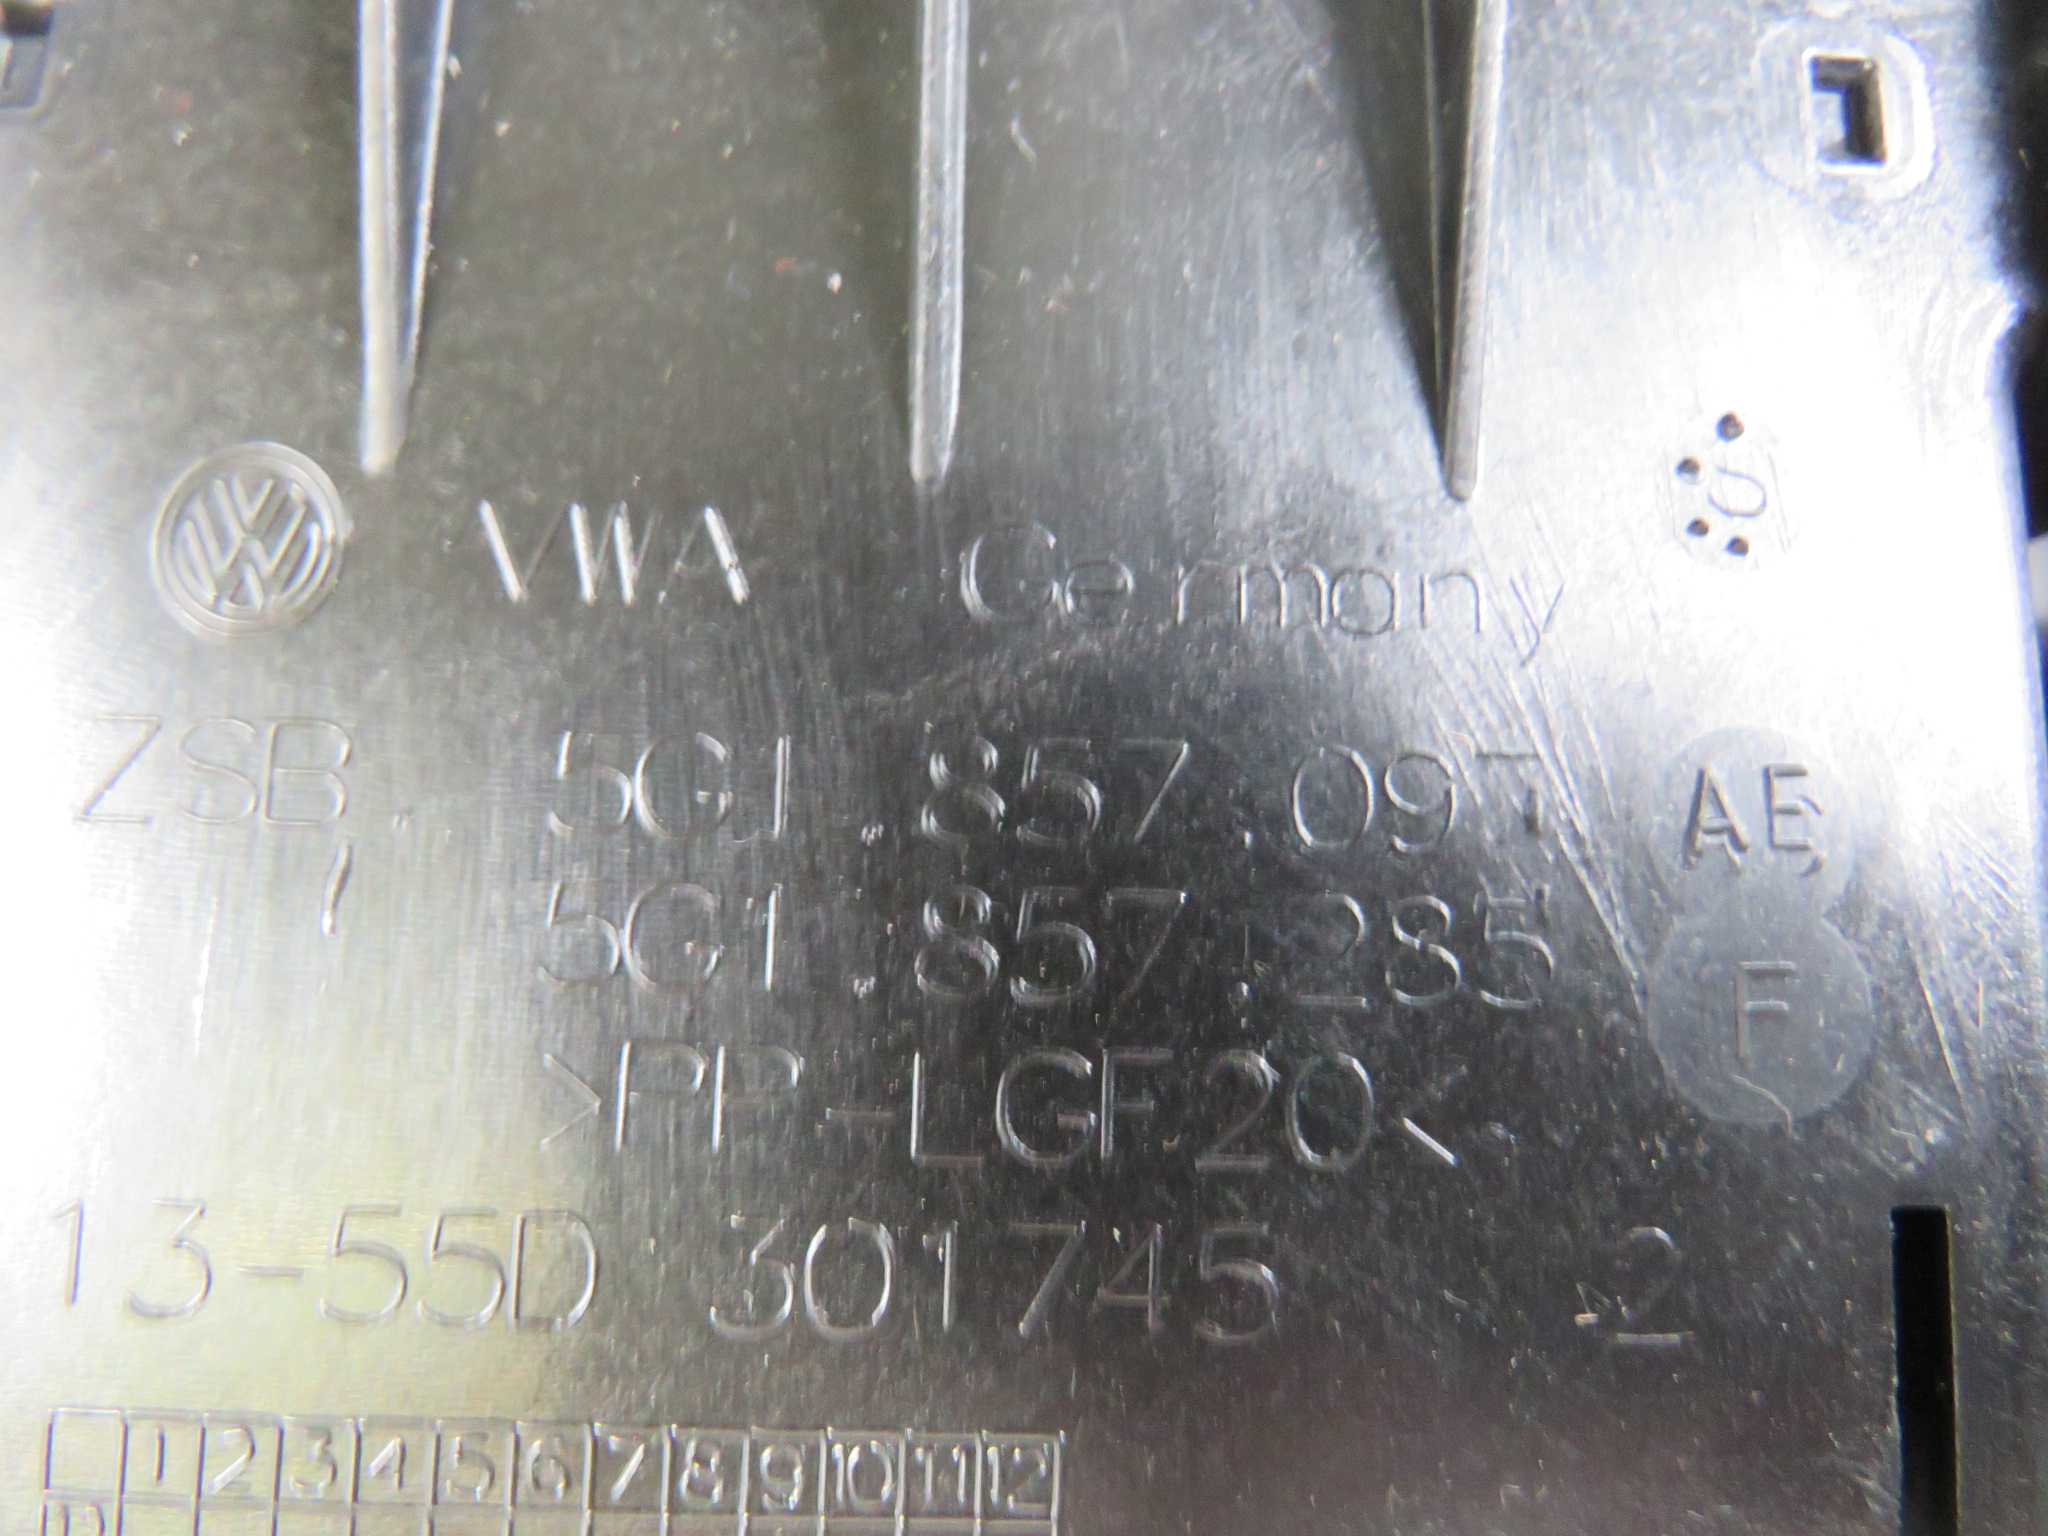 VWA Germany
ZSB. 5G1.857.097 AE
5G1.857.285 F
>PP-LGF20<
13-55D 301745 -2
1 2 3 4 5 6 7 8 9 10 11 12